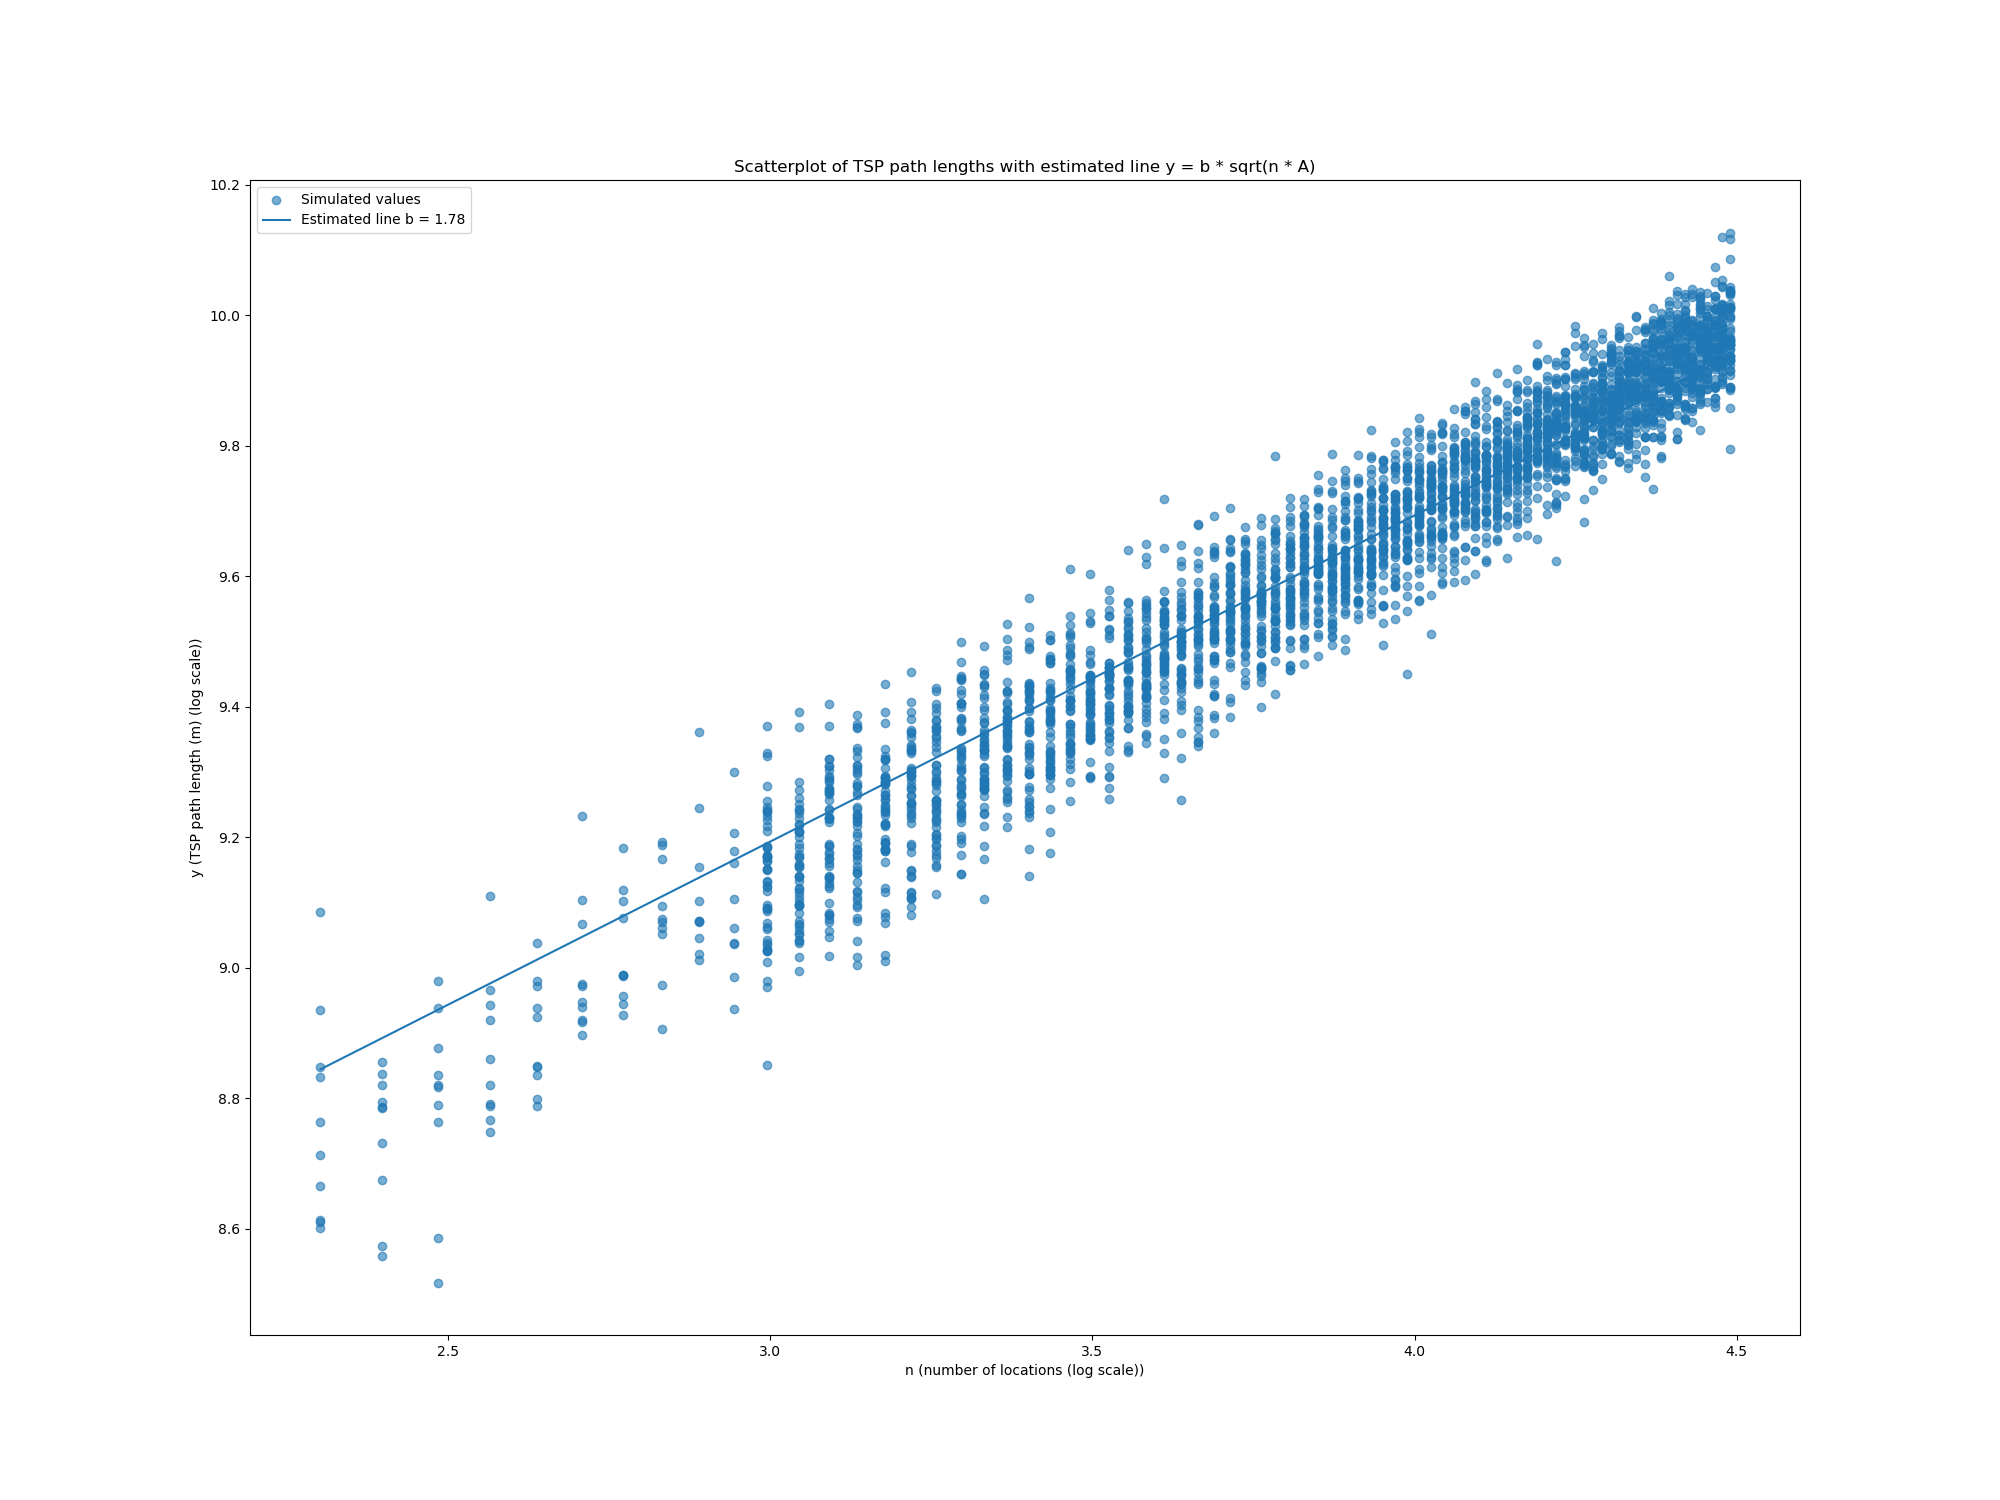 Scatterplot of TSP path lengths with estimated line y = b * sqrt(n * A)
Simulated values
Estimated line b = 1.78
10.2
10.0
9.8
9.6
9.4
9.2
9.0
8.8
8.6
y (TSP path length (m) (log scale))
2.5 3.0 3.5 4.0 4.5
n (number of locations (log scale))